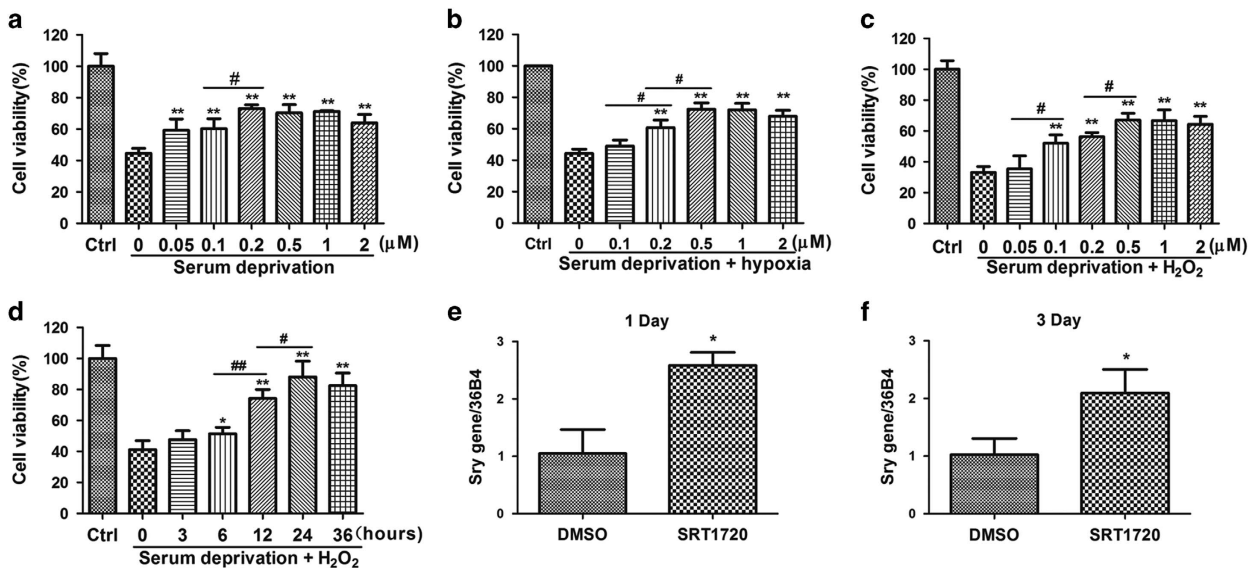 a
Cell viability(%)
120
100
80
60
40
20
0
#
** ** ** ** ** **
Ctrl 0 0.05 0.1 0.2 0.5 1 2 (μM)
Serum deprivation
b
Cell viability(%)
120
100
80
60
40
20
0
# #
** ** ** **
Ctrl 0 0.1 0.2 0.5 1 2 (μM)
Serum deprivation + hypoxia
c
Cell viability(%)
120
100
80
60
40
20
0
# #
** ** ** ** **
Ctrl 0 0.05 0.1 0.2 0.5 1 2 (μM)
Serum deprivation + H₂O₂
d
Cell viability(%)
120
100
80
60
40
20
0
## #
* ** ** **
Ctrl 0 3 6 12 24 36 (hours)
Serum deprivation + H₂O₂
e
1 Day
Sry gene/36B4
3
2
1
0
*
DMSO SRT1720
f
3 Day
Sry gene/36B4
3
2
1
0
*
DMSO SRT1720